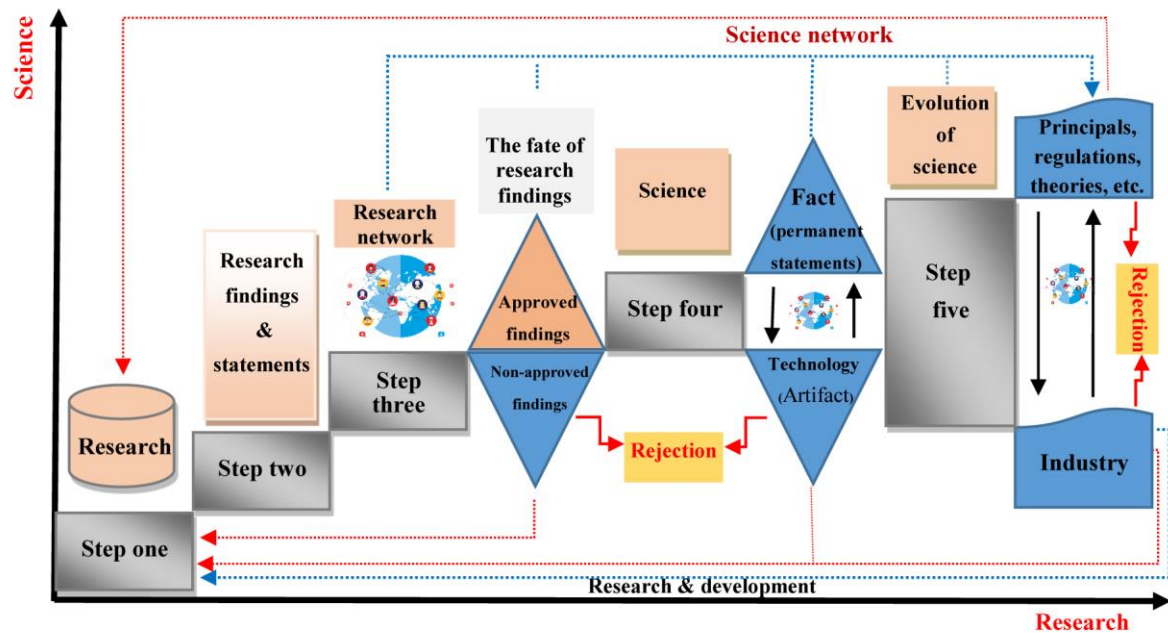 Science
Science network
Evolution
of
science
Principals,
regulations,
theories, etc.
The fate of
research
findings
Science
Fact
(permanent
statements)
Research
network
Research
findings
&
statements
Approved
findings
Step four
Step
five
Rejection
Step
three
Non-approved
findings
Technology
(Artifact)
Research
Step two
Rejection
Industry
Step one
Research & development
Research